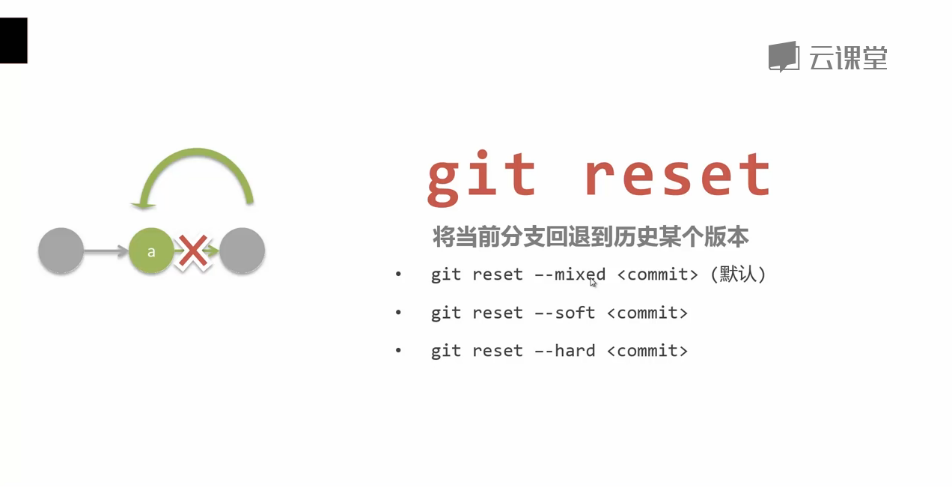 云课堂
git reset
将当前分支回退到历史某个版本
a
• git reset --mixed <commit> (默认)
• git reset --soft <commit>
• git reset --hard <commit>